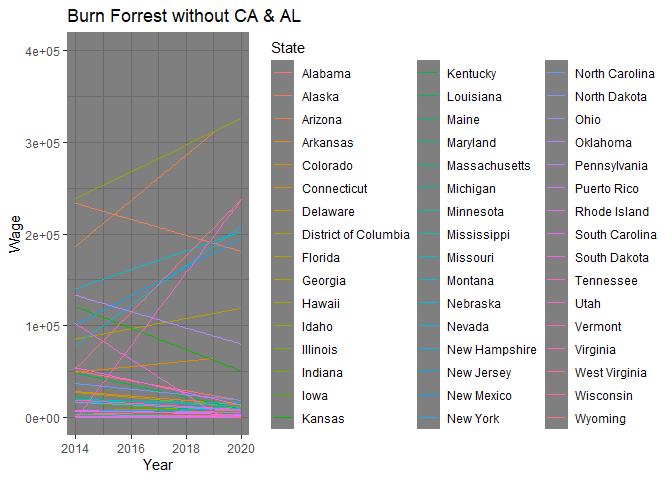 Burn Forrest without CA & AL
4e+05
3e+05
2e+05
1e+05
0e+00
Wage
2014 2016 2018 2020
Year
State
Alabama
Alaska
Arizona
Arkansas
Colorado
Connecticut
Delaware
District of Columbia
Florida
Georgia
Hawaii
Idaho
Illinois
Indiana
Iowa
Kansas
Kentucky
Louisiana
Maine
Maryland
Massachusetts
Michigan
Minnesota
Mississippi
Missouri
Montana
Nebraska
Nevada
New Hampshire
New Jersey
New Mexico
New York
North Carolina
North Dakota
Ohio
Oklahoma
Pennsylvania
Puerto Rico
Rhode Island
South Carolina
South Dakota
Tennessee
Utah
Vermont
Virginia
West Virginia
Wisconsin
Wyoming